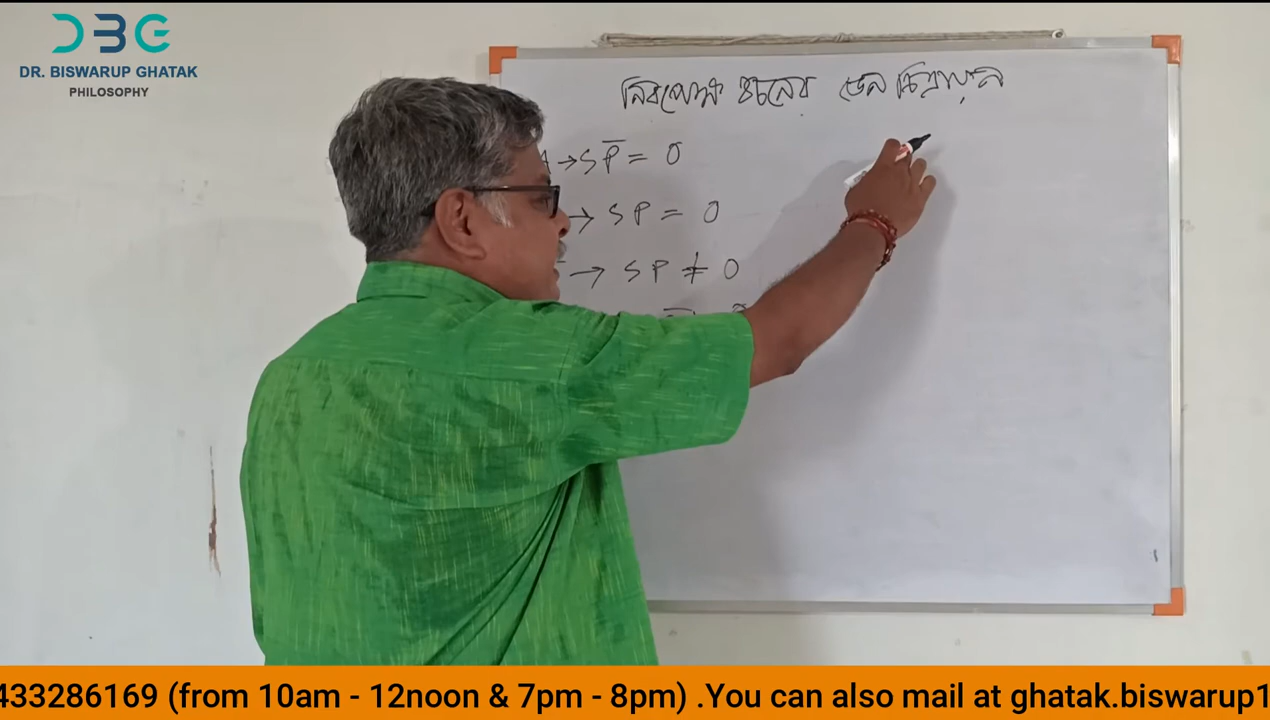 DBG
DR. BISWARUP GHATAK
PHILOSOPHY
নিরপেক্ষ বচনের ভেন চিত্ররূপ
A → S P̅ = 0
→ SP = 0
→ SP ≠ 0
433286169 (from 10am - 12noon & 7pm - 8pm) .You can also mail at ghatak.biswarup1